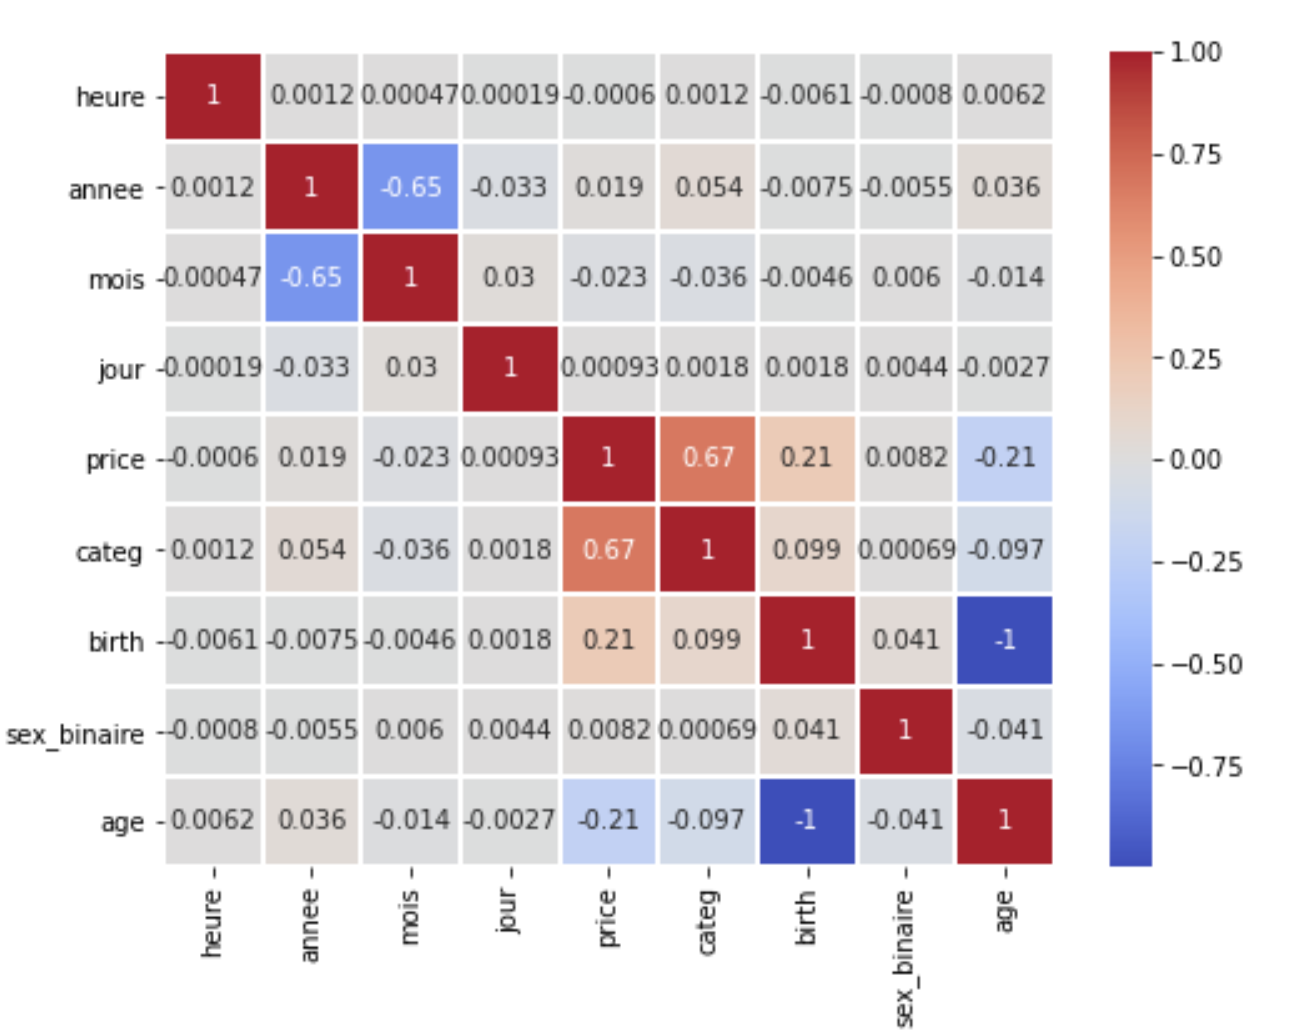 heure 1 0.0012 0.00047 0.00019 -0.0006 0.0012 -0.0061 -0.0008 0.0062
annee 0.0012 1 -0.65 -0.033 0.019 0.054 -0.0075 -0.0055 0.036
mois 0.00047 -0.65 1 0.03 -0.023 -0.036 -0.0046 0.006 -0.014
jour 0.00019 -0.033 0.03 1 0.00093 0.0018 0.0018 0.0044 -0.0027
price -0.0006 0.019 -0.023 0.00093 1 0.67 0.21 0.0082 -0.21
categ 0.0012 0.054 -0.036 0.0018 0.67 1 0.099 0.00069 -0.097
birth -0.0061 -0.0075 -0.0046 0.0018 0.21 0.099 1 0.041 -1
sex_binaire -0.0008 -0.0055 0.006 0.0044 0.0082 0.00069 0.041 1 -0.041
age 0.0062 0.036 -0.014 -0.0027 -0.21 -0.097 -1 -0.041 1
heure annee mois jour price categ birth sex_binaire age
1.00
0.75
0.50
0.25
0.00
−0.25
−0.50
−0.75